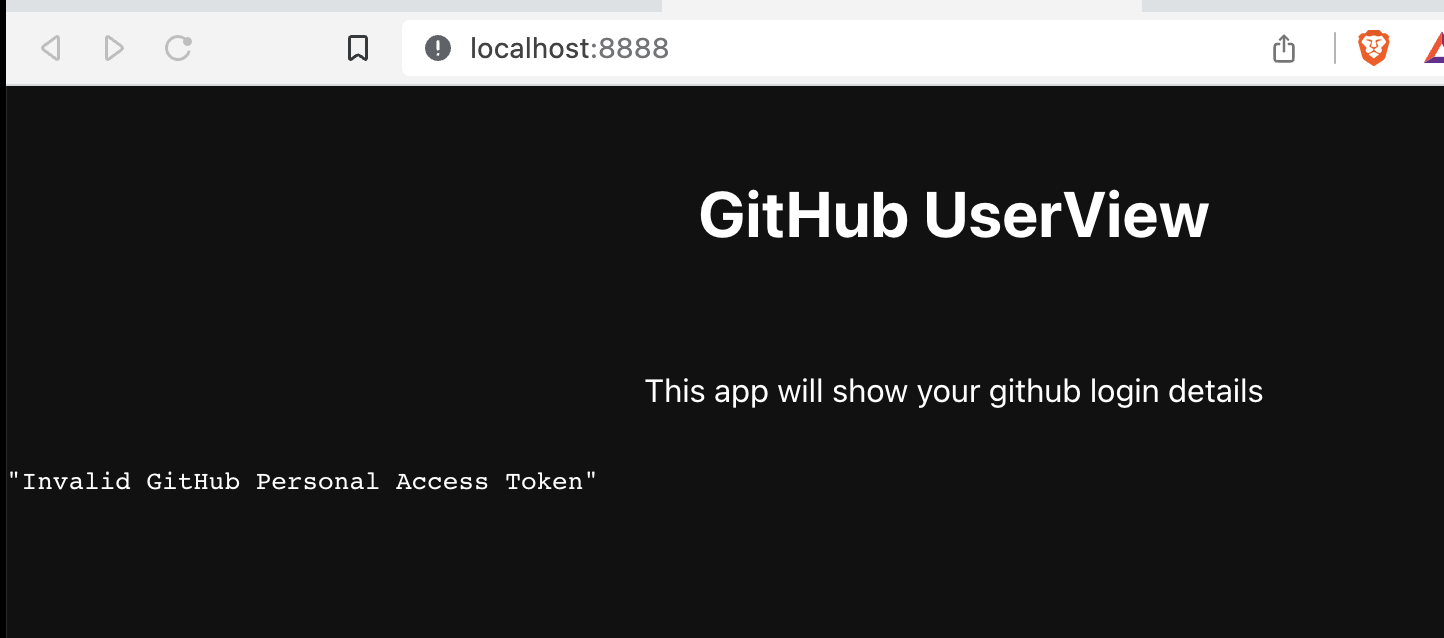 localhost:8888
GitHub UserView
This app will show your github login details
"Invalid GitHub Personal Access Token"